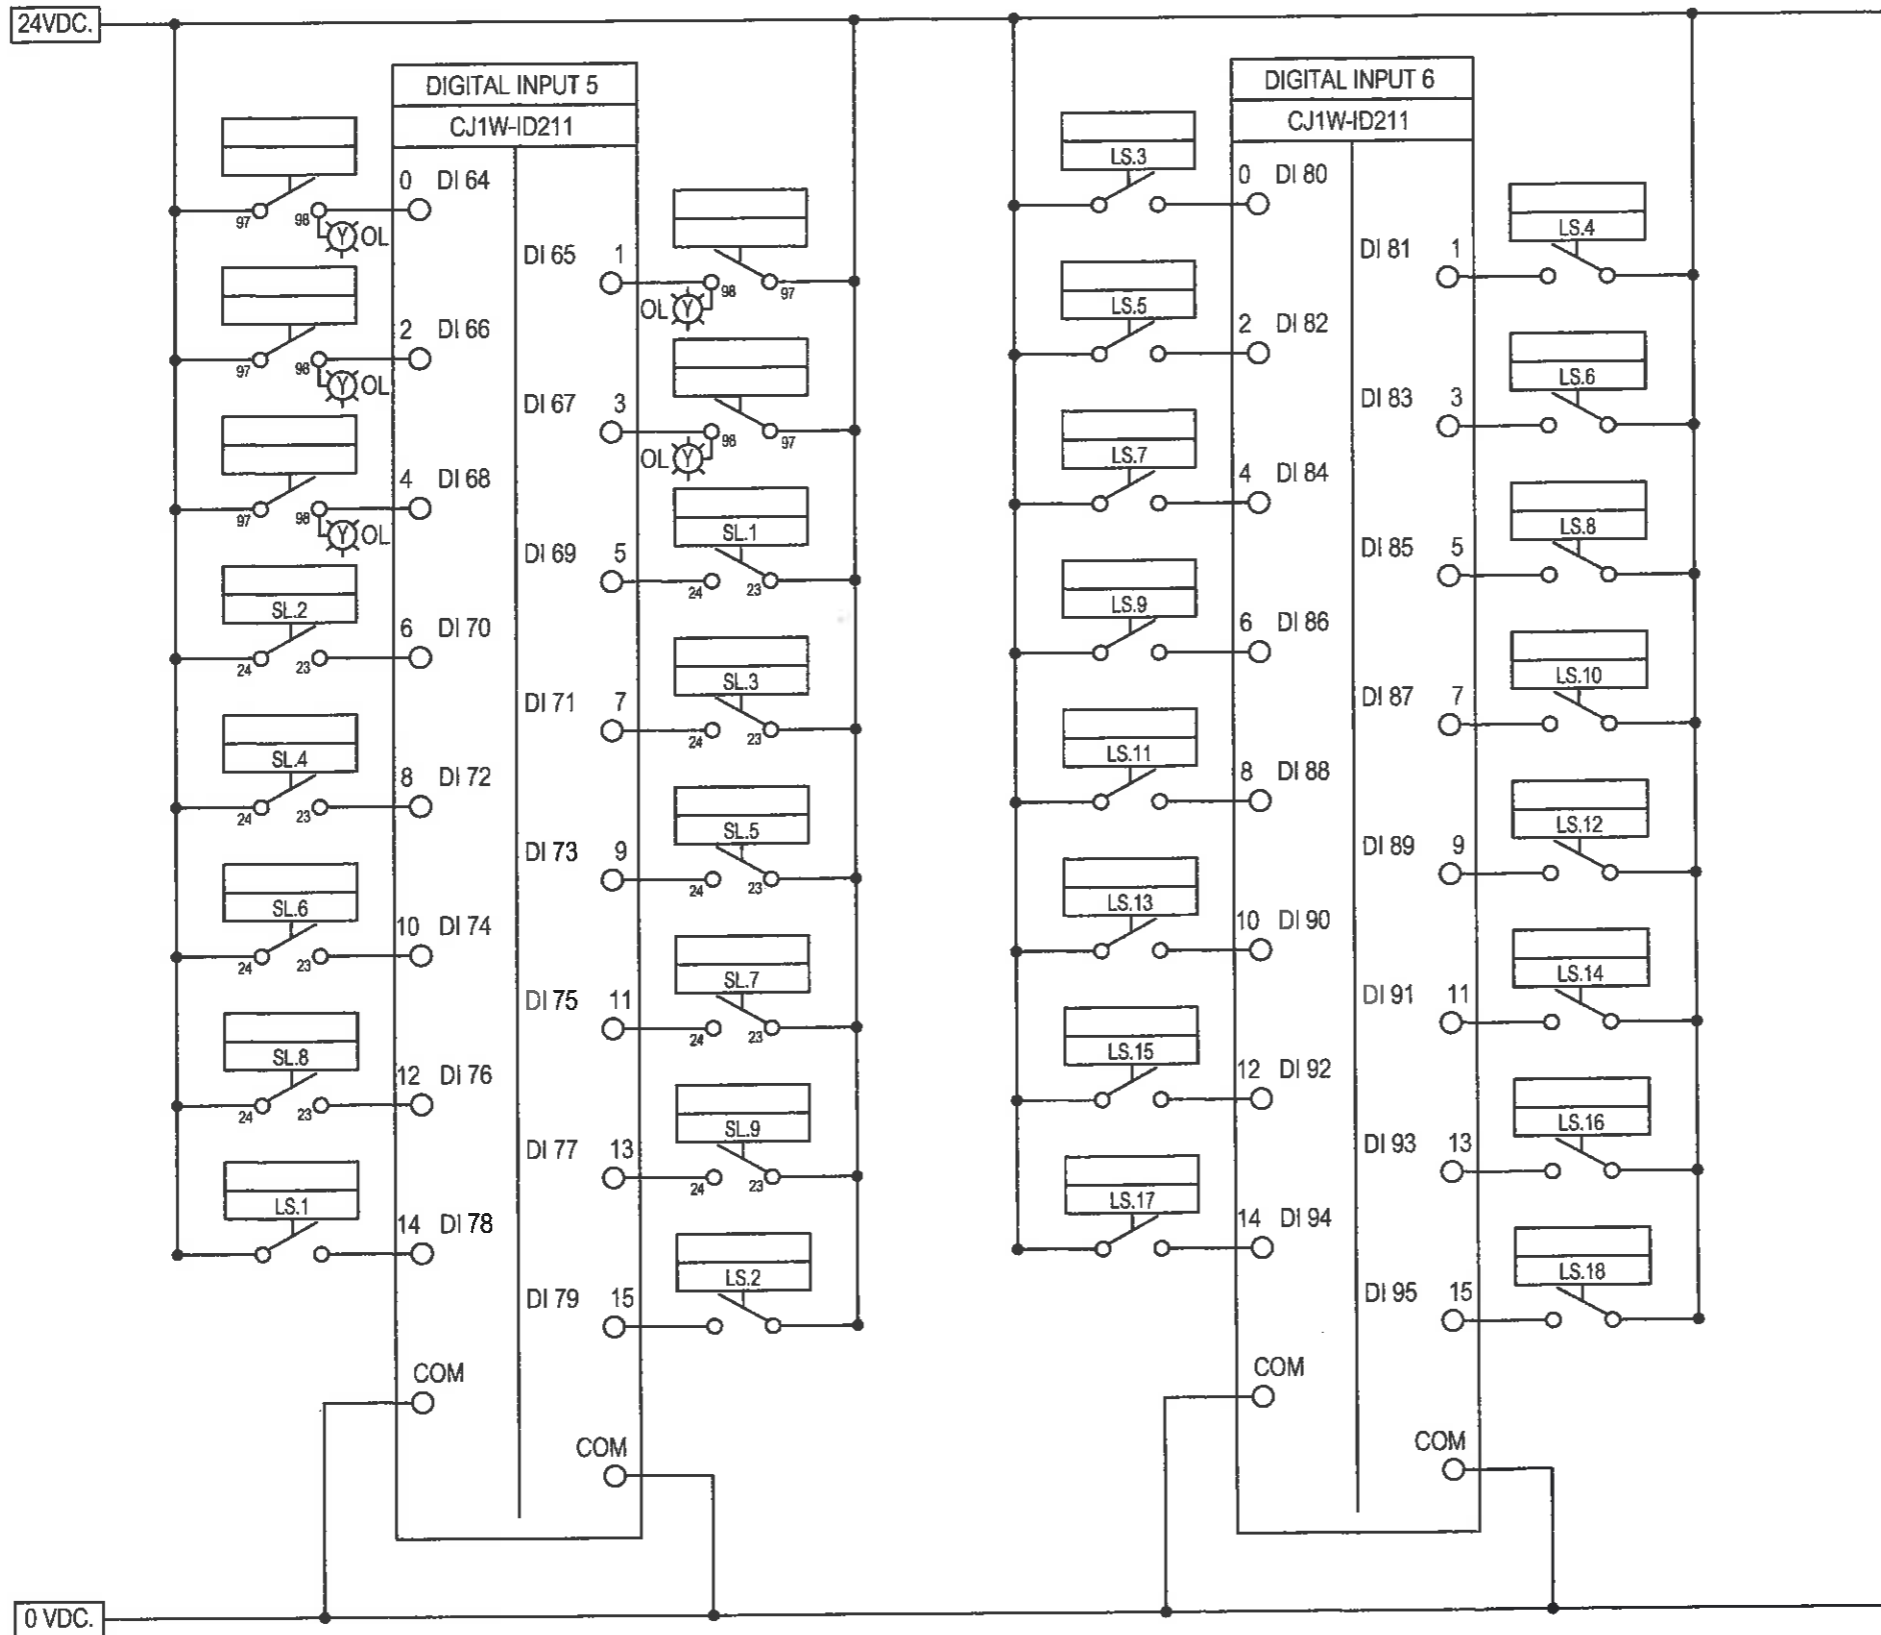 24VDC.
DIGITAL INPUT 5
CJ1W-ID211
0 DI 64
97 98 Y OL
DI 65 1
OL Y 98 97
2 DI 66
97 98 Y OL
DI 67 3
OL Y 98 97
4 DI 68
97 98 Y OL
SL.1
DI 69 5
24 23
SL.2
6 DI 70
24 23
SL.3
DI 71 7
24 23
SL.4
8 DI 72
24 23
SL.5
DI 73 9
24 23
SL.6
10 DI 74
24 23
SL.7
DI 75 11
24 23
SL.8
12 DI 76
24 23
SL.9
DI 77 13
24 23
LS.1
14 DI 78
LS.2
DI 79 15
COM
COM
DIGITAL INPUT 6
CJ1W-ID211
LS.3
0 DI 80
LS.4
DI 81 1
LS.5
2 DI 82
LS.6
DI 83 3
LS.7
4 DI 84
LS.8
DI 85 5
LS.9
6 DI 86
LS.10
DI 87 7
LS.11
8 DI 88
LS.12
DI 89 9
LS.13
10 DI 90
LS.14
DI 91 11
LS.15
12 DI 92
LS.16
DI 93 13
LS.17
14 DI 94
LS.18
DI 95 15
COM
COM
0 VDC.